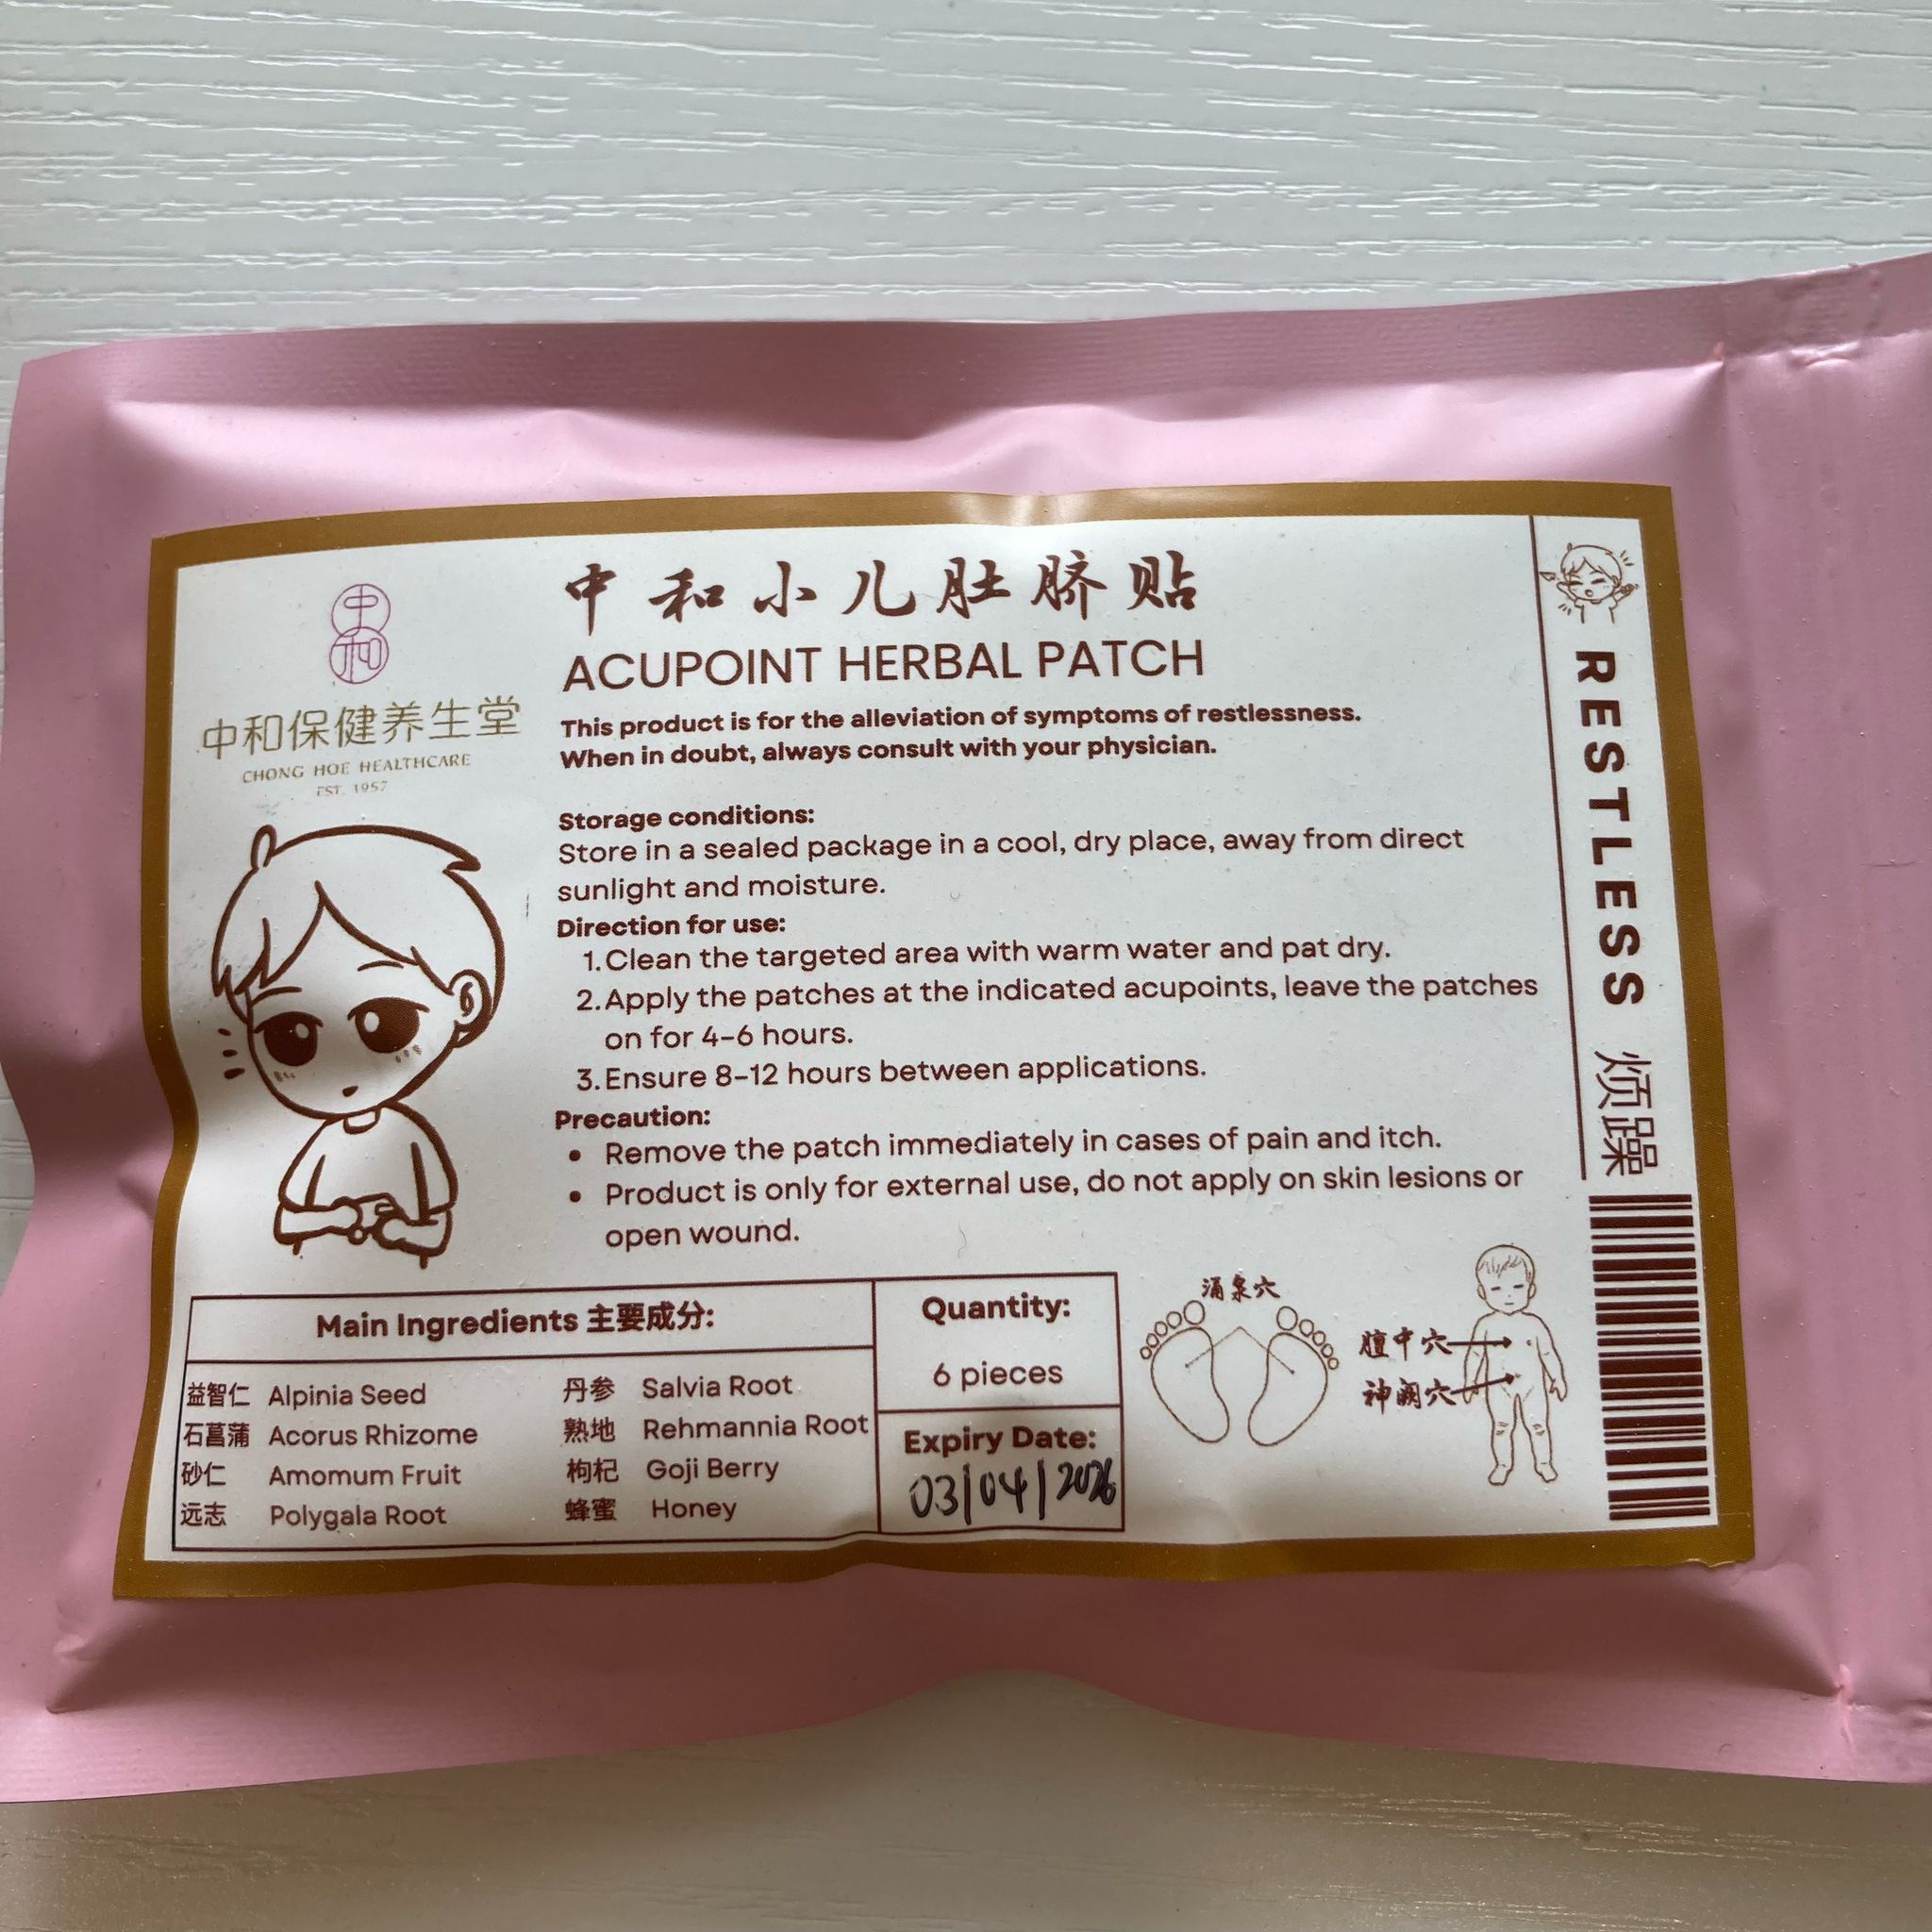 中和
中和保健养生堂
CHONG HOE HEALTHCARE
EST. 1957
中和小儿肚脐贴
ACUPOINT HERBAL PATCH
This product is for the alleviation of symptoms of restlessness.
When in doubt, always consult with your physician.
Storage conditions:
Store in a sealed package in a cool, dry place, away from direct
sunlight and moisture.
Direction for use:
1. Clean the targeted area with warm water and pat dry.
2. Apply the patches at the indicated acupoints, leave the patches
on for 4-6 hours.
3. Ensure 8-12 hours between applications.
Precaution:
• Remove the patch immediately in cases of pain and itch.
• Product is only for external use, do not apply on skin lesions or
open wound.
Main Ingredients 主要成分:
益智仁 Alpinia Seed 丹参 Salvia Root
石菖蒲 Acorus Rhizome 熟地 Rehmannia Root
砂仁 Amomum Fruit 枸杞 Goji Berry
远志 Polygala Root 蜂蜜 Honey
Quantity:
6 pieces
Expiry Date:
03/04/2026
涌泉穴
膻中穴
神阙穴
RESTLESS 烦躁